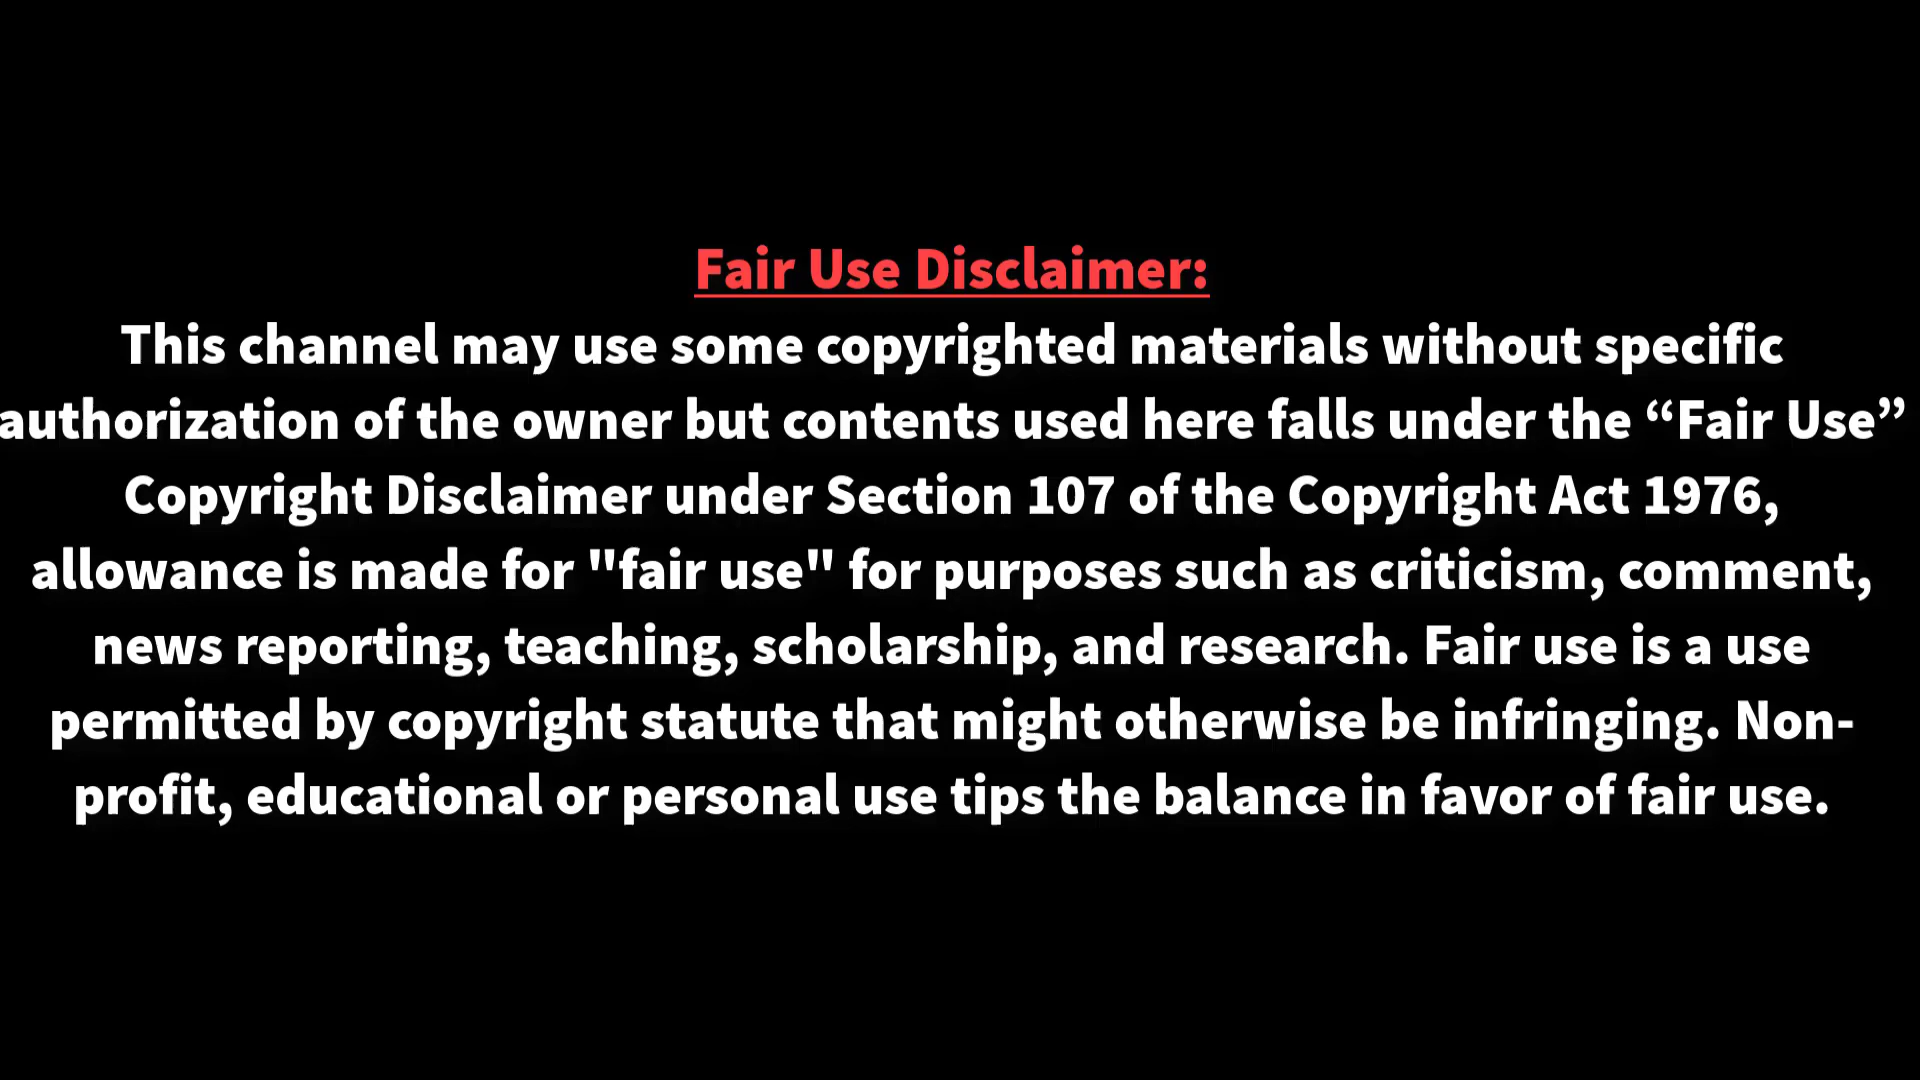 Fair Use Disclaimer:
This channel may use some copyrighted materials without specific
authorization of the owner but contents used here falls under the “Fair Use”
Copyright Disclaimer under Section 107 of the Copyright Act 1976,
allowance is made for "fair use" for purposes such as criticism, comment,
news reporting, teaching, scholarship, and research. Fair use is a use
permitted by copyright statute that might otherwise be infringing. Non-
profit, educational or personal use tips the balance in favor of fair use.